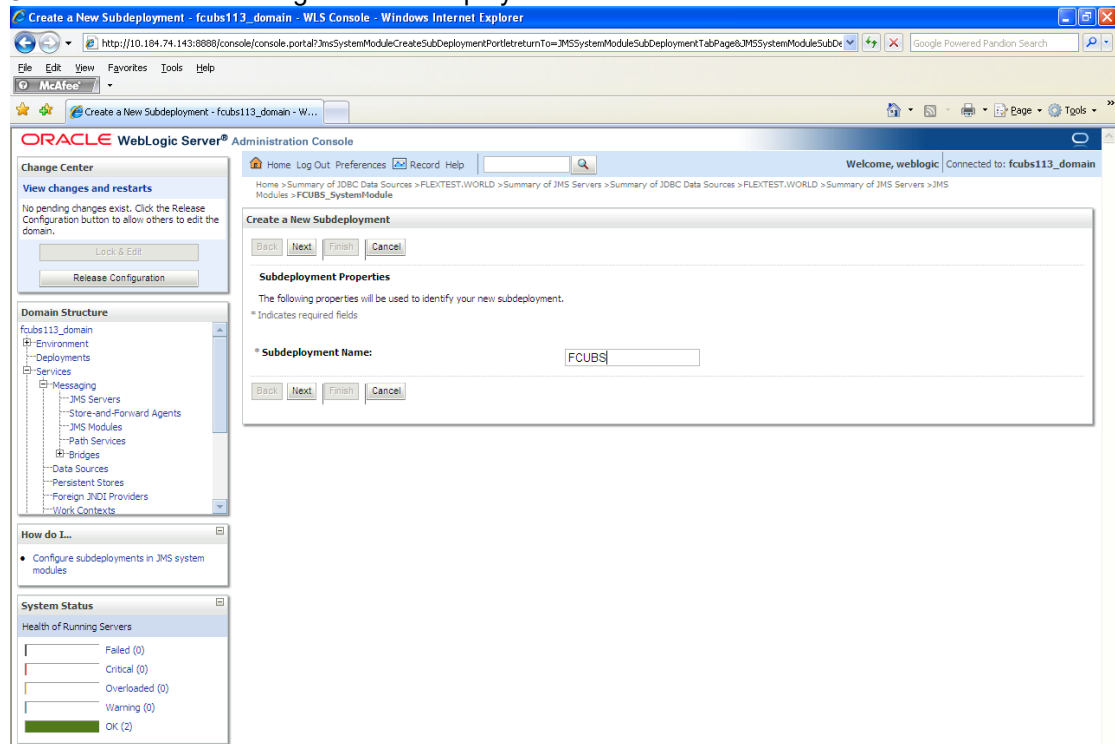 Create a New Subdeployment - fcubs113_domain - WLS Console - Windows Internet Explorer
http://10.184.74.143:8888/console/console.portal?JmsSystemModuleCreateSubDeploymentPortletreturnTo=JMSSystemModuleSubDeploymentTabPage&JMSSystemModuleSubDe
Google Powered Pandion Search
File Edit View Favorites Tools Help
McAfee
Create a New Subdeployment - fcubs113_domain - W...
Page Tools
ORACLE WebLogic Server® Administration Console
Change Center
View changes and restarts
No pending changes exist. Click the Release
Configuration button to allow others to edit the
domain.
Lock & Edit
Release Configuration
Domain Structure
fcubs113_domain
Environment
Deployments
Services
Messaging
JMS Servers
Store-and-Forward Agents
JMS Modules
Path Services
Bridges
Data Sources
Persistent Stores
Foreign JNDI Providers
Work Contexts
How do I...
Configure subdeployments in JMS system
modules
System Status
Health of Running Servers
Failed (0)
Critical (0)
Overloaded (0)
Warning (0)
OK (2)
Home Log Out Preferences Record Help
Welcome, weblogic Connected to: fcubs113_domain
Home >Summary of JDBC Data Sources >FLEXTEST.WORLD >Summary of JMS Servers >Summary of JDBC Data Sources >FLEXTEST.WORLD >Summary of JMS Servers >JMS
Modules >FCUBS_SystemModule
Create a New Subdeployment
Back Next Finish Cancel
Subdeployment Properties
The following properties will be used to identify your new subdeployment.
* Indicates required fields
* Subdeployment Name: FCUBS
Back Next Finish Cancel